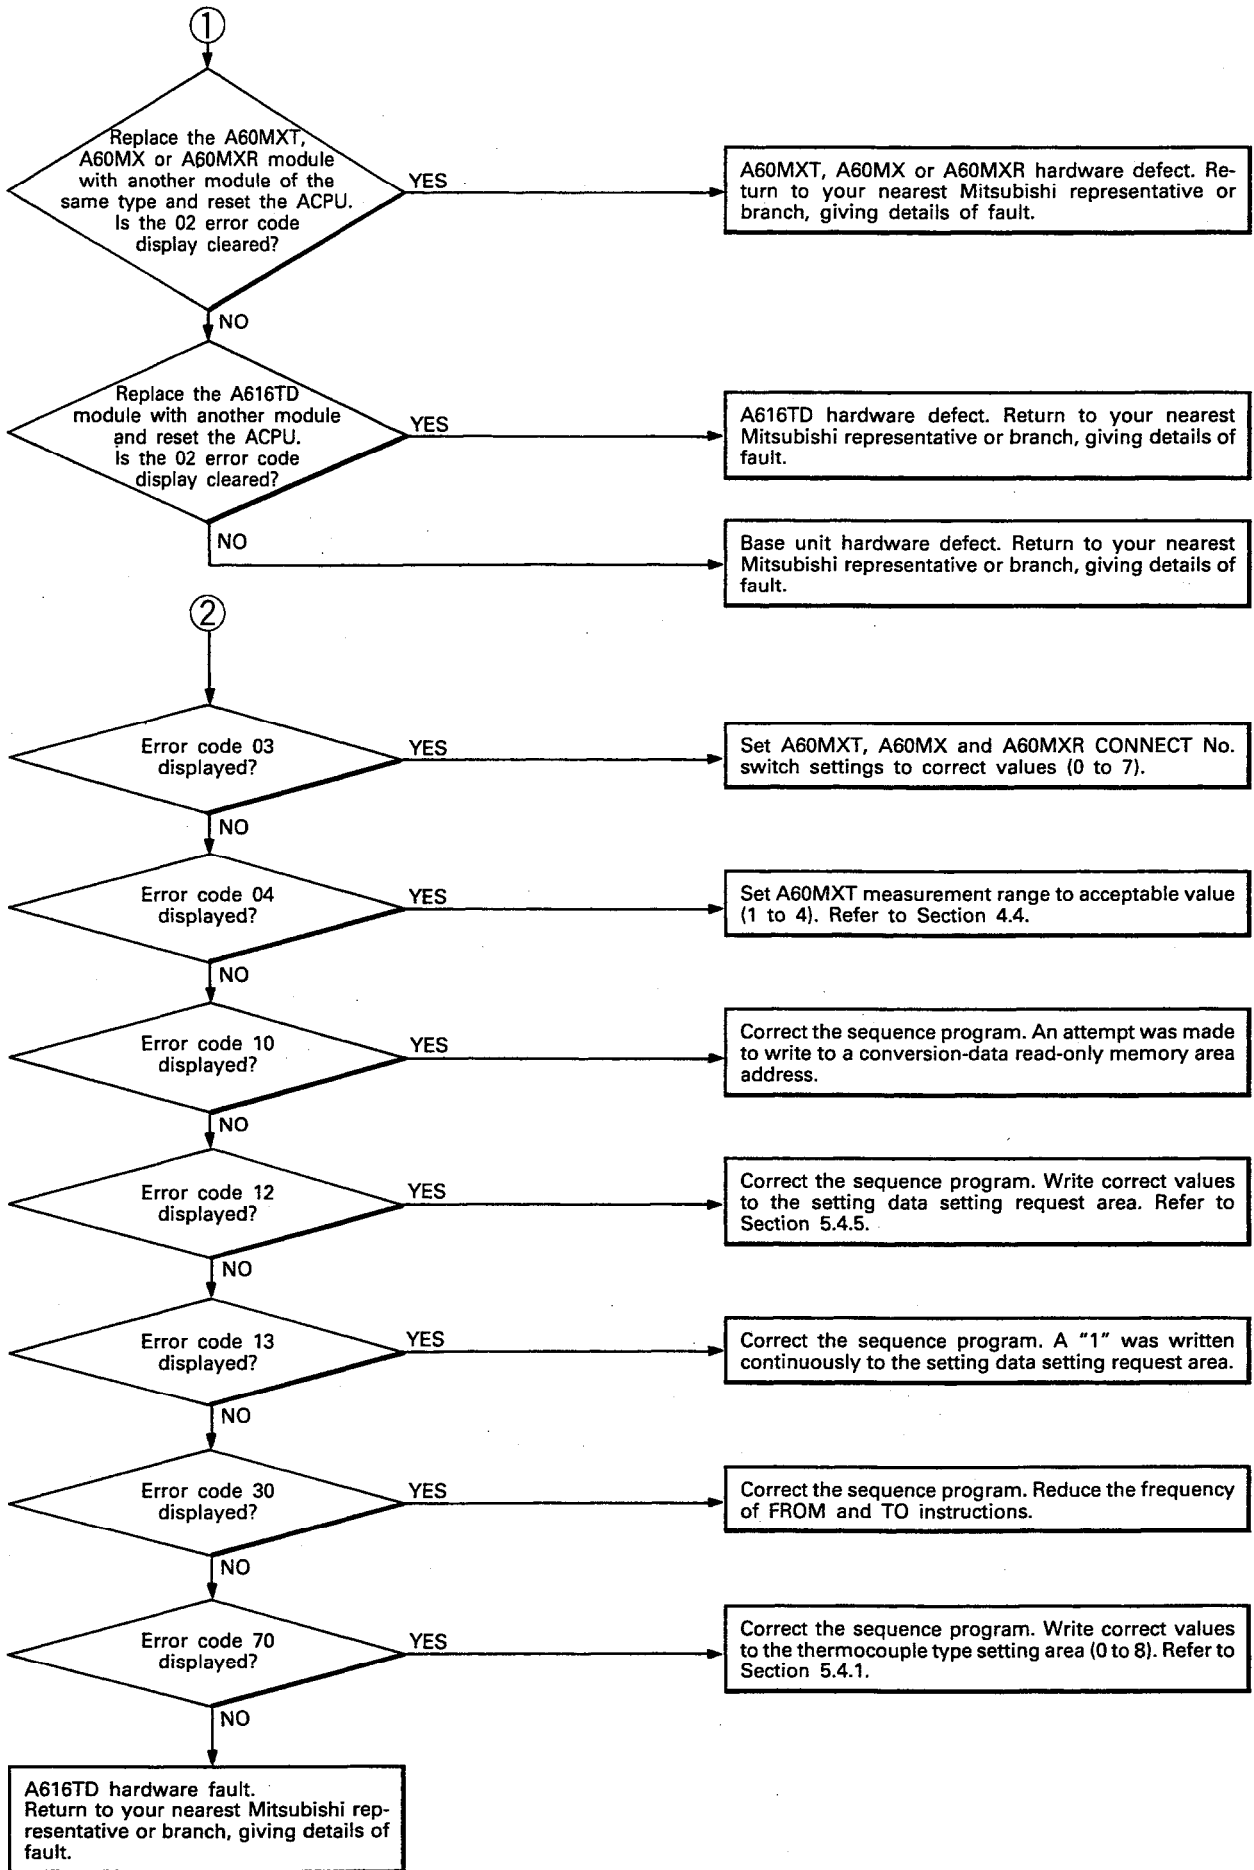 ①
Replace the A60MXT,
A60MX or A60MXR module
with another module of the
same type and reset the ACPU.
Is the 02 error code
display cleared?
YES
A60MXT, A60MX or A60MXR hardware defect. Re-
turn to your nearest Mitsubishi representative or
branch, giving details of fault.
NO
Replace the A616TD
module with another module
and reset the ACPU.
Is the 02 error code
display cleared?
YES
A616TD hardware defect. Return to your nearest
Mitsubishi representative or branch, giving details of
fault.
NO
Base unit hardware defect. Return to your nearest
Mitsubishi representative or branch, giving details of
fault.
②
Error code 03
displayed?
YES
Set A60MXT, A60MX and A60MXR CONNECT No.
switch settings to correct values (0 to 7).
NO
Error code 04
displayed?
YES
Set A60MXT measurement range to acceptable value
(1 to 4). Refer to Section 4.4.
NO
Error code 10
displayed?
YES
Correct the sequence program. An attempt was made
to write to a conversion-data read-only memory area
address.
NO
Error code 12
displayed?
YES
Correct the sequence program. Write correct values
to the setting data setting request area. Refer to
Section 5.4.5.
NO
Error code 13
displayed?
YES
Correct the sequence program. A "1" was written
continuously to the setting data setting request area.
NO
Error code 30
displayed?
YES
Correct the sequence program. Reduce the frequency
of FROM and TO instructions.
NO
Error code 70
displayed?
YES
Correct the sequence program. Write correct values
to the thermocouple type setting area (0 to 8). Refer to
Section 5.4.1.
NO
A616TD hardware fault.
Return to your nearest Mitsubishi rep-
resentative or branch, giving details of
fault.